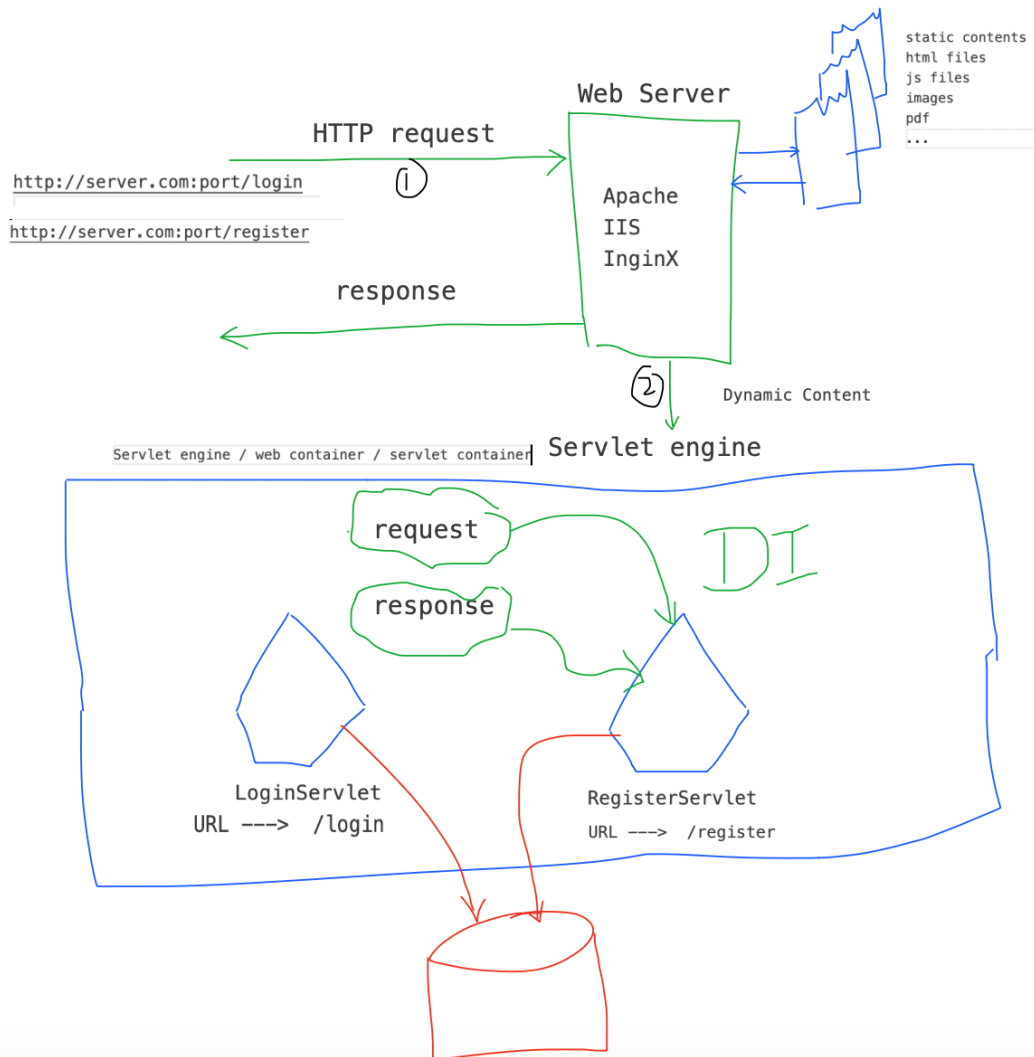 static contents
html files
js files
images
pdf
...
Web Server
HTTP request
1
http://server.com:port/login
http://server.com:port/register
Apache
IIS
InginX
response
2
Dynamic Content
Servlet engine / web container / servlet container
Servlet engine
request
DI
response
LoginServlet
URL ---> /login
RegisterServlet
URL ---> /register